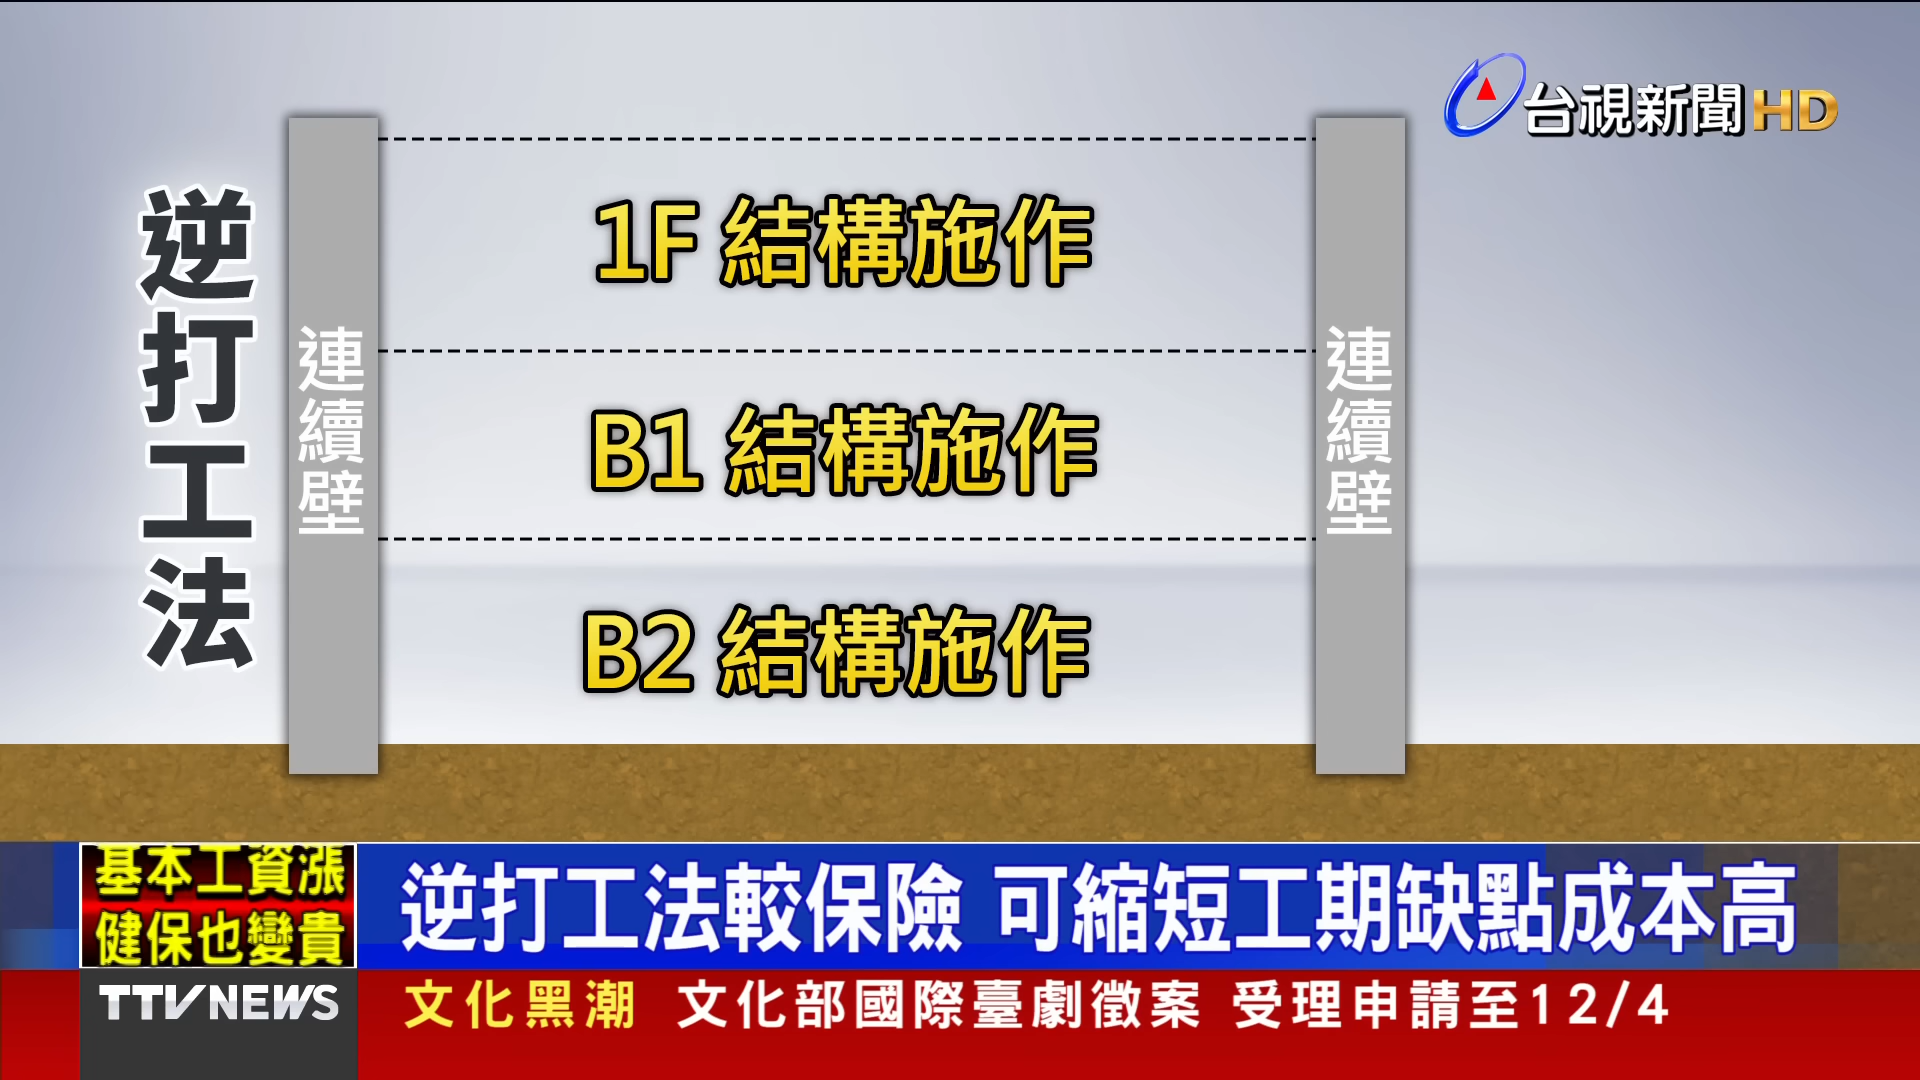 台視新聞HD
逆打工法
連續壁
1F 結構施作
B1 結構施作
B2 結構施作
連續壁
基本工資漲
健保也變貴
逆打工法較保險 可縮短工期缺點成本高
TTV NEWS
文化黑潮 文化部國際臺劇徵案 受理申請至12/4